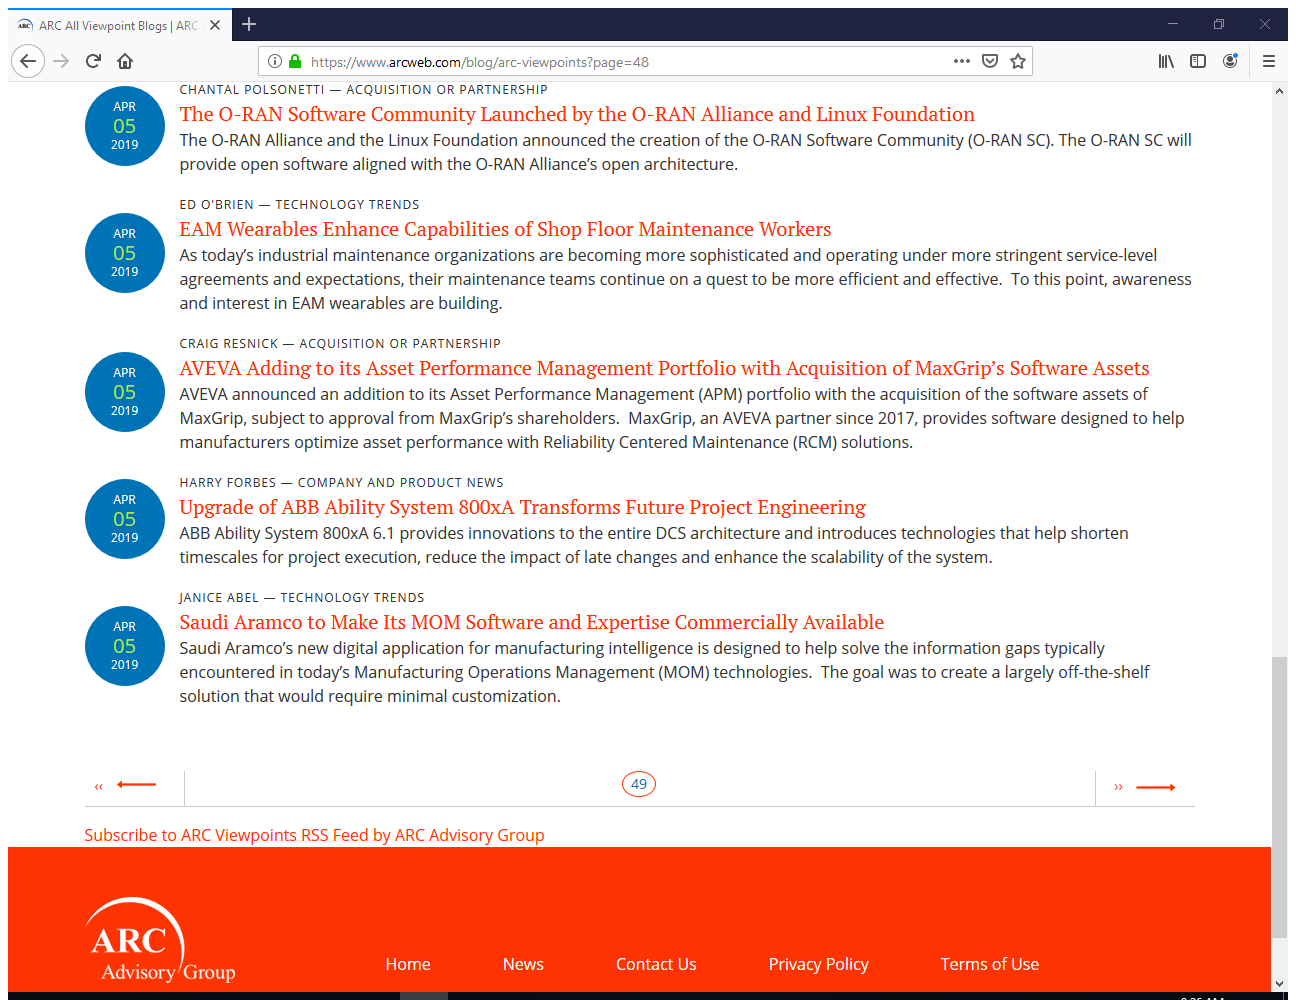 ARC All Viewpoint Blogs | ARC
https://www.arcweb.com/blog/arc-viewpoints?page=48
CHANTAL POLSONETTI — ACQUISITION OR PARTNERSHIP
APR
05
2019
The O-RAN Software Community Launched by the O-RAN Alliance and Linux Foundation
The O-RAN Alliance and the Linux Foundation announced the creation of the O-RAN Software Community (O-RAN SC). The O-RAN SC will
provide open software aligned with the O-RAN Alliance’s open architecture.
ED O'BRIEN — TECHNOLOGY TRENDS
APR
05
2019
EAM Wearables Enhance Capabilities of Shop Floor Maintenance Workers
As today’s industrial maintenance organizations are becoming more sophisticated and operating under more stringent service-level
agreements and expectations, their maintenance teams continue on a quest to be more efficient and effective.  To this point, awareness
and interest in EAM wearables are building.
CRAIG RESNICK — ACQUISITION OR PARTNERSHIP
APR
05
2019
AVEVA Adding to its Asset Performance Management Portfolio with Acquisition of MaxGrip’s Software Assets
AVEVA announced an addition to its Asset Performance Management (APM) portfolio with the acquisition of the software assets of
MaxGrip, subject to approval from MaxGrip’s shareholders.  MaxGrip, an AVEVA partner since 2017, provides software designed to help
manufacturers optimize asset performance with Reliability Centered Maintenance (RCM) solutions.
HARRY FORBES — COMPANY AND PRODUCT NEWS
APR
05
2019
Upgrade of ABB Ability System 800xA Transforms Future Project Engineering
ABB Ability System 800xA 6.1 provides innovations to the entire DCS architecture and introduces technologies that help shorten
timescales for project execution, reduce the impact of late changes and enhance the scalability of the system.
JANICE ABEL — TECHNOLOGY TRENDS
APR
05
2019
Saudi Aramco to Make Its MOM Software and Expertise Commercially Available
Saudi Aramco’s new digital application for manufacturing intelligence is designed to help solve the information gaps typically
encountered in today’s Manufacturing Operations Management (MOM) technologies.  The goal was to create a largely off-the-shelf
solution that would require minimal customization.
‹‹ 49 ››
Subscribe to ARC Viewpoints RSS Feed by ARC Advisory Group
ARC
Advisory Group
Home News Contact Us Privacy Policy Terms of Use